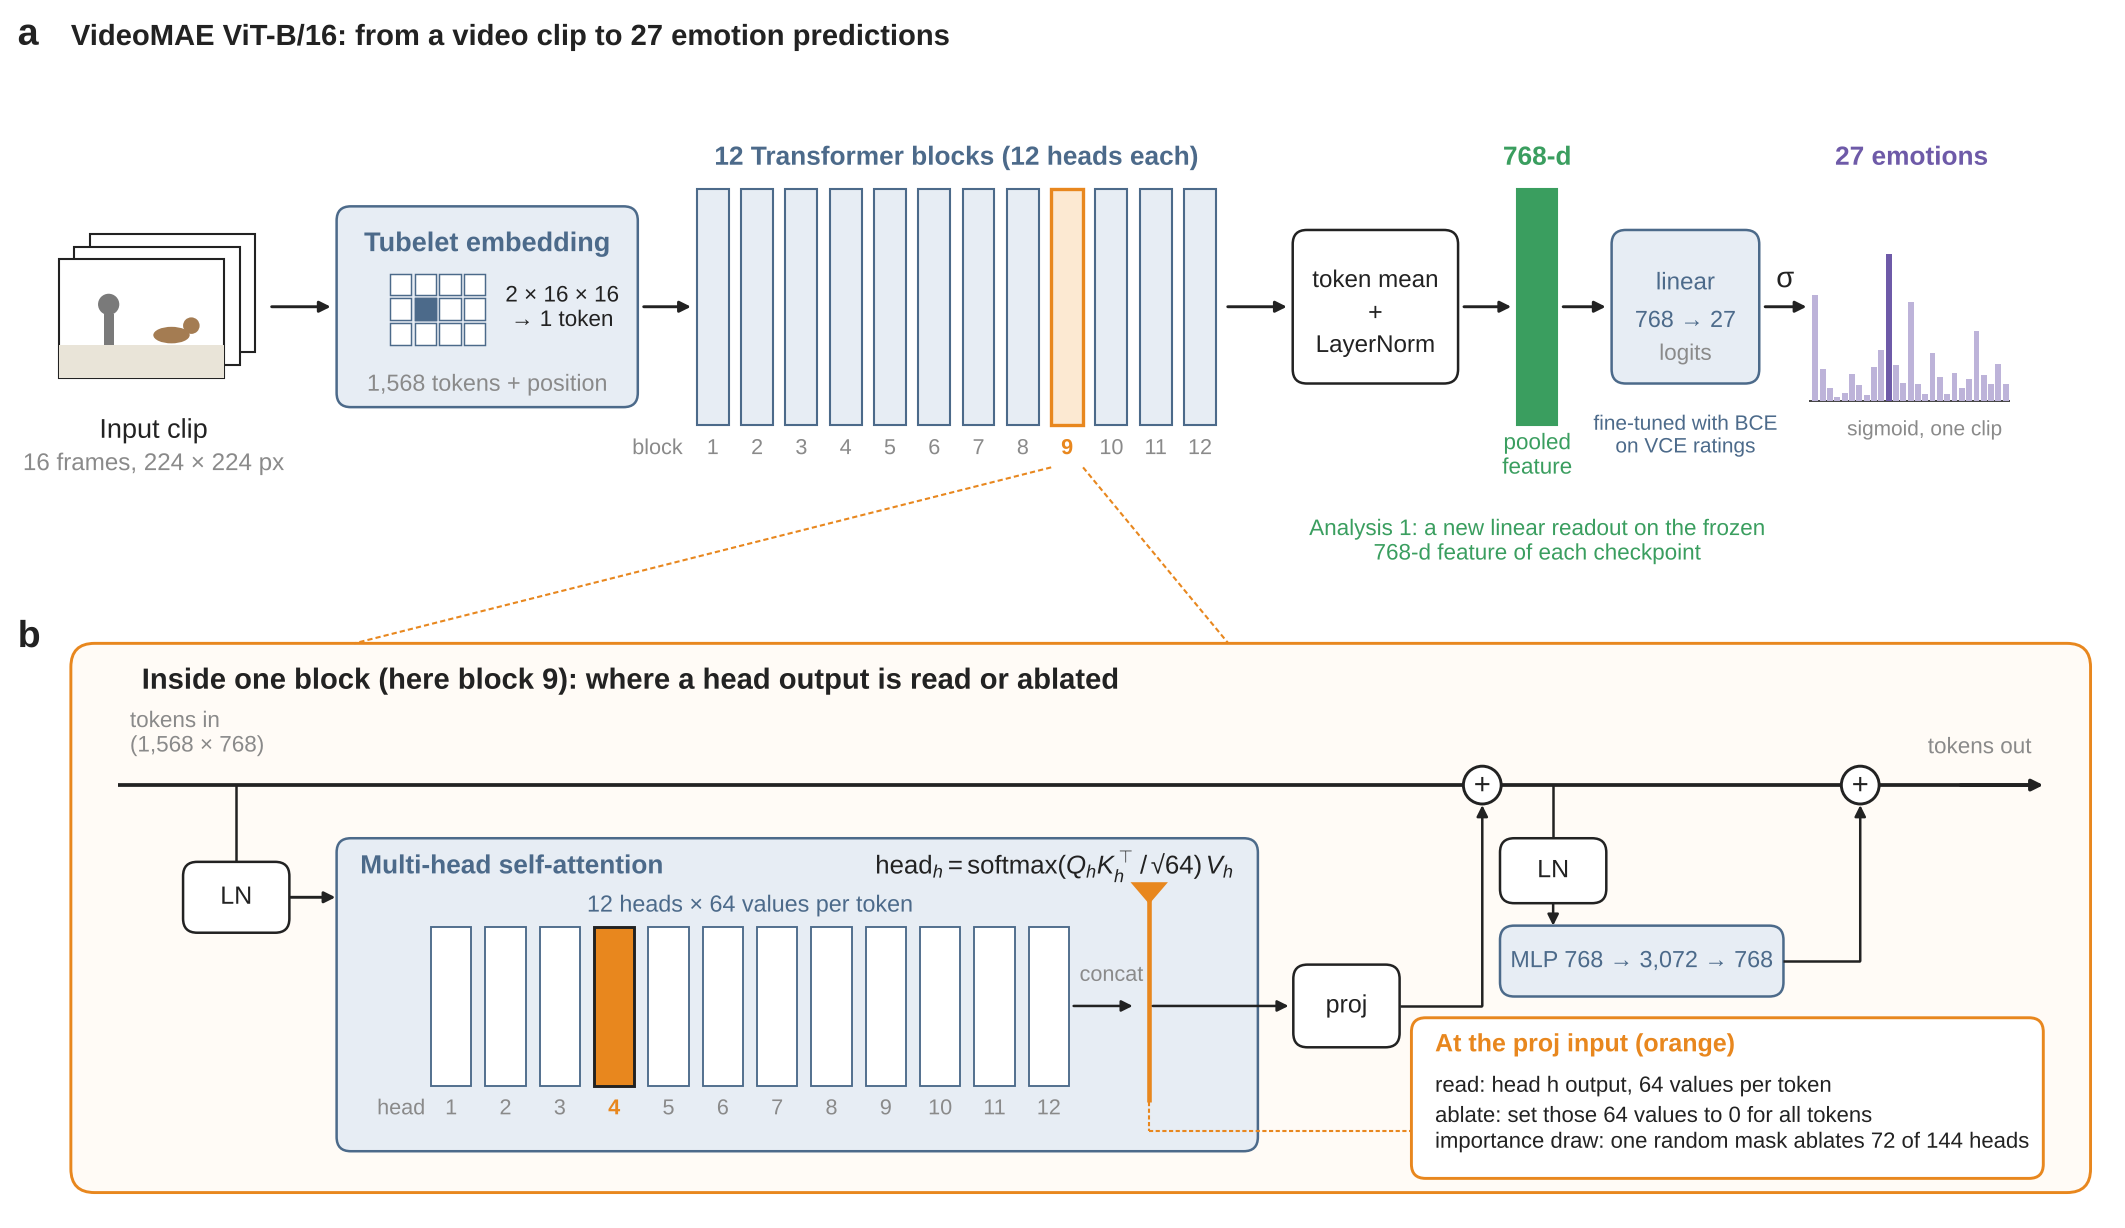 a VideoMAE ViT-B/16: from a video clip to 27 emotion predictions
12 Transformer blocks (12 heads each)
768-d
27 emotions
Tubelet embedding
2 × 16 × 16
→ 1 token
1,568 tokens + position
token mean
+
LayerNorm
linear
768 → 27
logits
σ
Input clip
16 frames, 224 × 224 px
block 1 2 3 4 5 6 7 8 9 10 11 12
pooled
feature
fine-tuned with BCE
on VCE ratings
sigmoid, one clip
Analysis 1: a new linear readout on the frozen
768-d feature of each checkpoint
b
Inside one block (here block 9): where a head output is read or ablated
tokens in
(1,568 × 768)
tokens out
+ +
LN
Multi-head self-attention
head_h = softmax(Q_h K_h^⊤ / √64) V_h
12 heads × 64 values per token
concat
head 1 2 3 4 5 6 7 8 9 10 11 12
proj
LN
MLP 768 → 3,072 → 768
At the proj input (orange)
read: head h output, 64 values per token
ablate: set those 64 values to 0 for all tokens
importance draw: one random mask ablates 72 of 144 heads